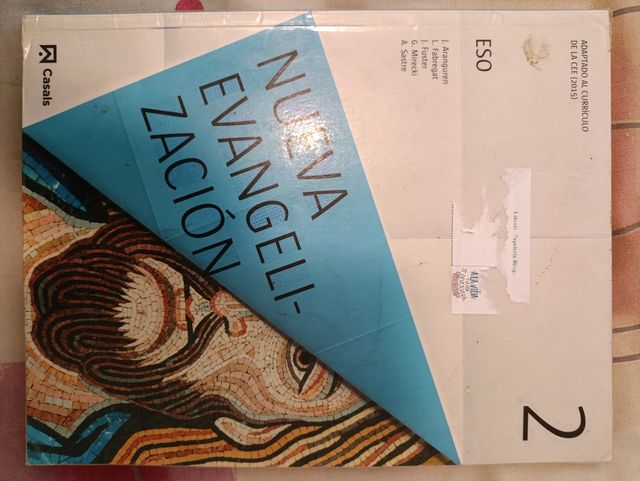 ADAPTADO AL CURRÍCULO
DE LA CEE (2015)
2
ESO
J. Aranguren
L. Fabregat
J. Fuster
G. Mirecki
A. Sastre
NUEVA
EVANGELI-
ZACIÓN
Casals